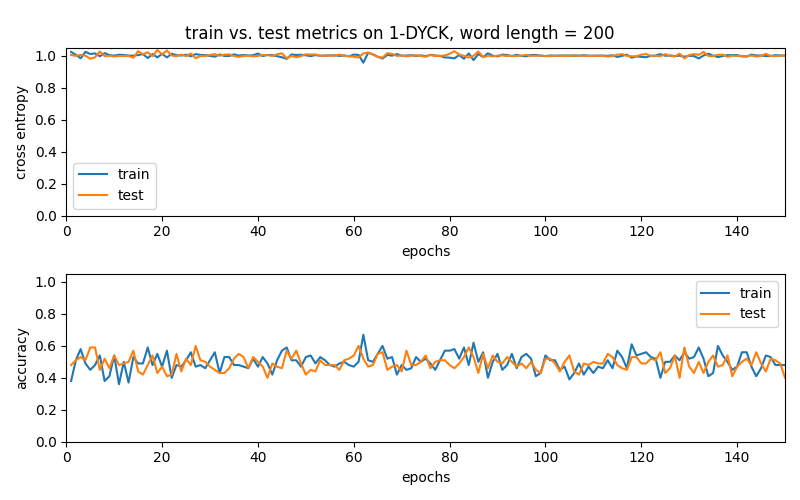 train vs. test metrics on 1-DYCK, word length = 200
cross entropy
1.0
0.8
0.6
0.4
0.2
0.0
train
test
0 20 40 60 80 100 120 140
epochs
accuracy
1.0
0.8
0.6
0.4
0.2
0.0
train
test
0 20 40 60 80 100 120 140
epochs